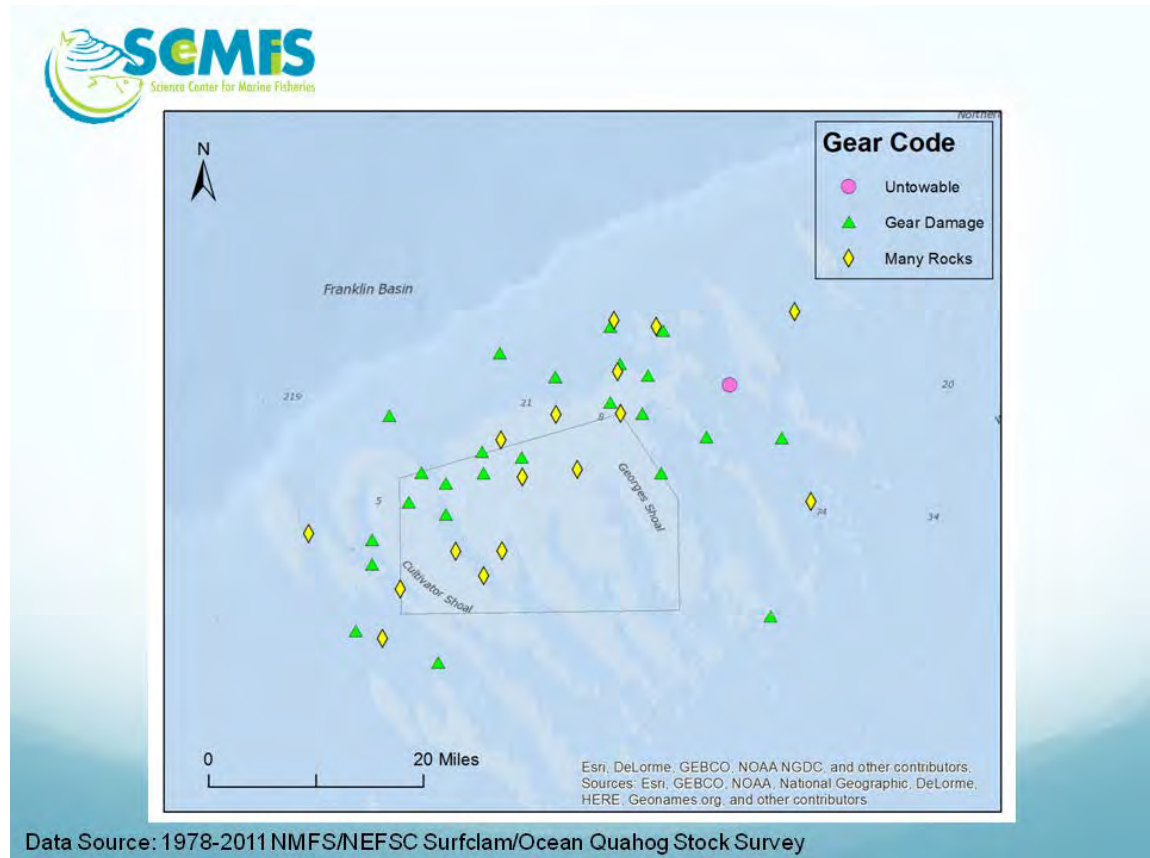 SCeMFiS
Science Center for Marine Fisheries
Northern
N
Gear Code
Untowable
Gear Damage
Many Rocks
Franklin Basin
219
21
8
20
5
Georges Shoal
34
Cultivator Shoal
0
20 Miles
Esri, DeLorme, GEBCO, NOAA NGDC, and other contributors,
Sources: Esri, GEBCO, NOAA, National Geographic, DeLorme,
HERE, Geonames.org, and other contributors
Data Source: 1978-2011 NMFS/NEFSC Surfclam/Ocean Quahog Stock Survey